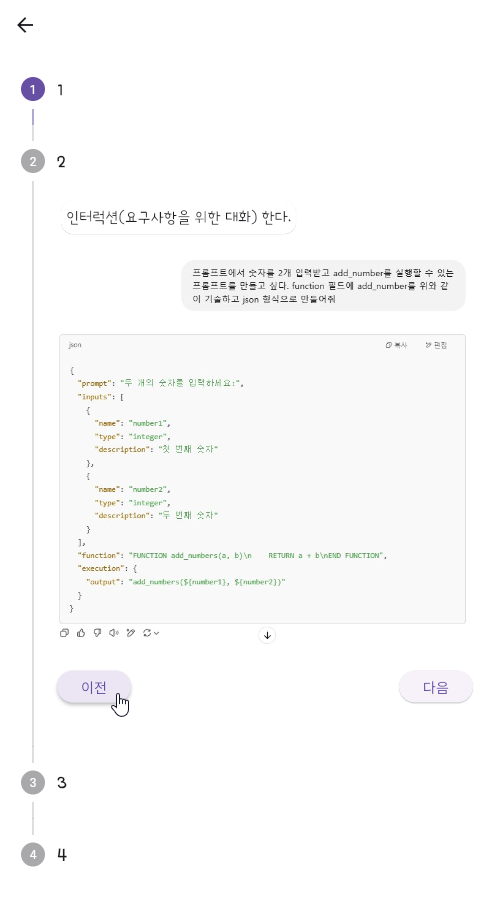 1 1
2 2
인터럭션(요구사항을 위한 대화) 한다.
프롬프트에서 숫자를 2개 입력받고 add_number를 실행할 수 있는
프롬프트를 만들고 싶다. function 필드에 add_number를 위와 같
이 기술하고 json 형식으로 만들어줘
json 복사 편집
{
"prompt": "두 개의 숫자를 입력하세요:",
"inputs": [
{
"name": "number1",
"type": "integer",
"description": "첫 번째 숫자"
},
{
"name": "number2",
"type": "integer",
"description": "두 번째 숫자"
}
],
"function": "FUNCTION add_numbers(a, b)\n    RETURN a + b\nEND FUNCTION",
"execution": {
"output": "add_numbers(${number1}, ${number2})"
}
}
이전 다음
3 3
4 4